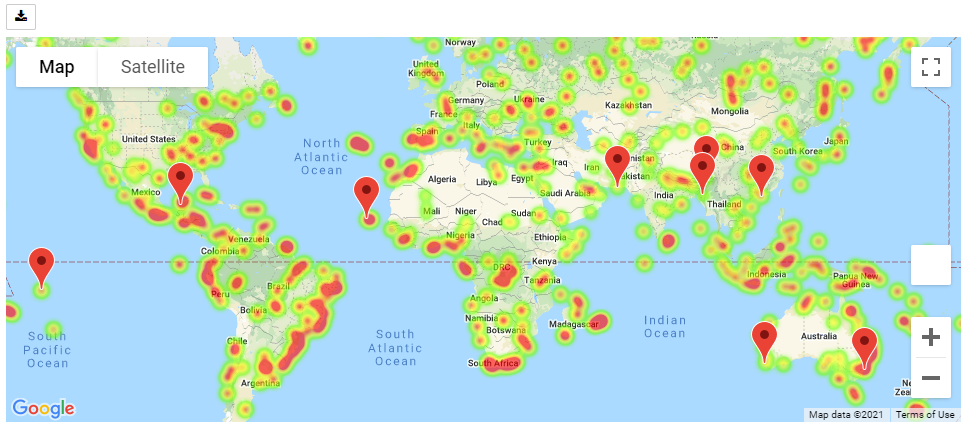 Map
Satellite
Norway
United
Kingdom
Poland
Germany
Ukraine
France
Kazakhstan
Mongolia
Italy
Spain
Turkey
United States
North
Atlantic
Ocean
China
South Korea
Japan
Iraq
Iran
Algeria
Libya
Egypt
Saudi Arabia
India
Mexico
Mali
Niger
Chad
Sudan
Thailand
Nigeria
Ethiopia
Venezuela
Colombia
Kenya
DRC
Indonesia
Papua New
Guinea
Tanzania
Peru
Brazil
Angola
Bolivia
Namibia
Botswana
Madagascar
Indian
Ocean
South
Pacific
Ocean
South
Atlantic
Ocean
Chile
Australia
South Africa
Argentina
Google
Map data ©2021
Terms of Use